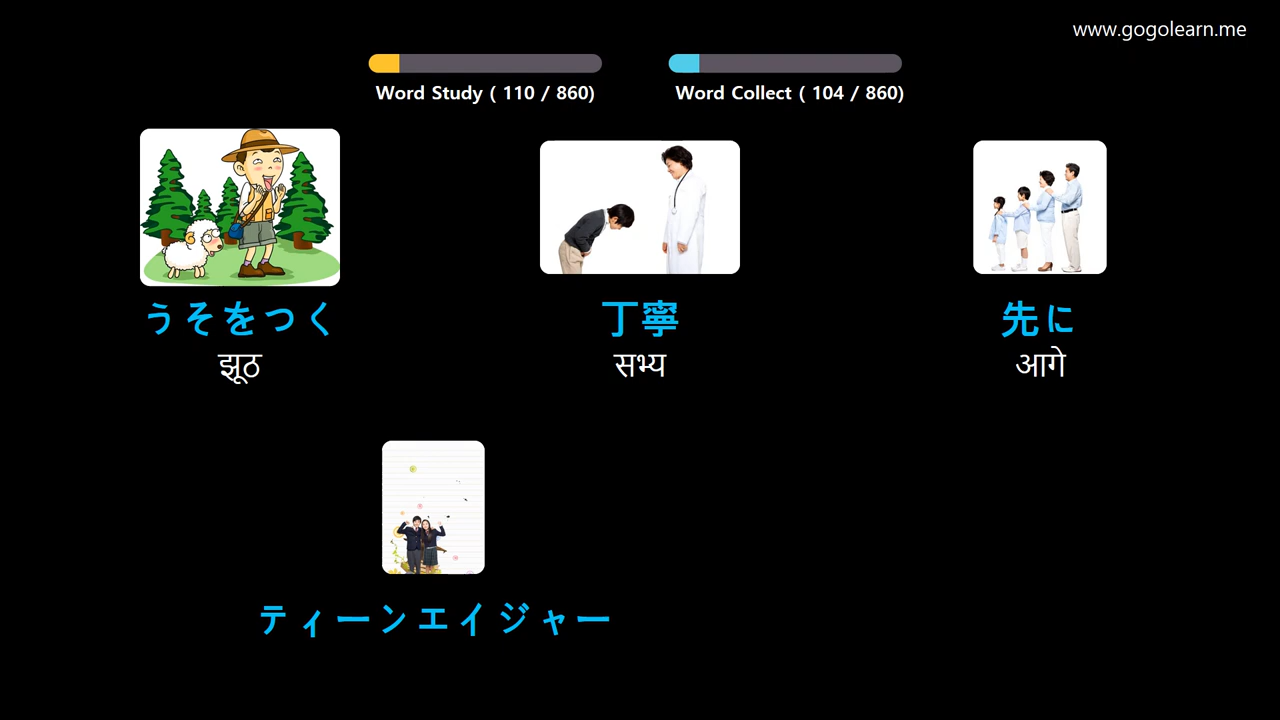 www.gogolearn.me
Word Study ( 110 / 860)
Word Collect ( 104 / 860)
うそをつく
丁寧
先に
झूठ
सभ्य
आगे
ティーンエイジャー